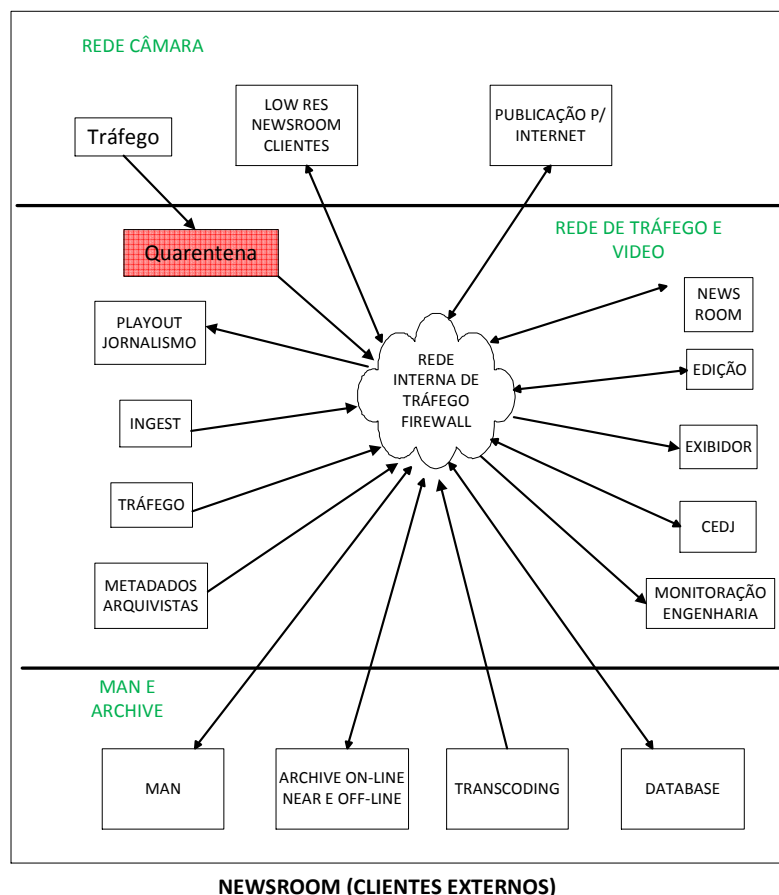 REDE CÂMARA
Tráfego
LOW RES
NEWSROOM
CLIENTES
PUBLICAÇÃO P/
INTERNET
Quarentena
REDE DE TRÁFEGO E
VIDEO
PLAYOUT
JORNALISMO
INGEST
TRÁFEGO
METADADOS
ARQUIVISTAS
REDE
INTERNA DE
TRÁFEGO
FIREWALL
NEWS
ROOM
EDIÇÃO
EXIBIDOR
CEDJ
MONITORAÇÃO
ENGENHARIA
MAN E
ARCHIVE
MAN
ARCHIVE ON-LINE
NEAR E OFF-LINE
TRANSCODING
DATABASE
NEWSROOM (CLIENTES EXTERNOS)